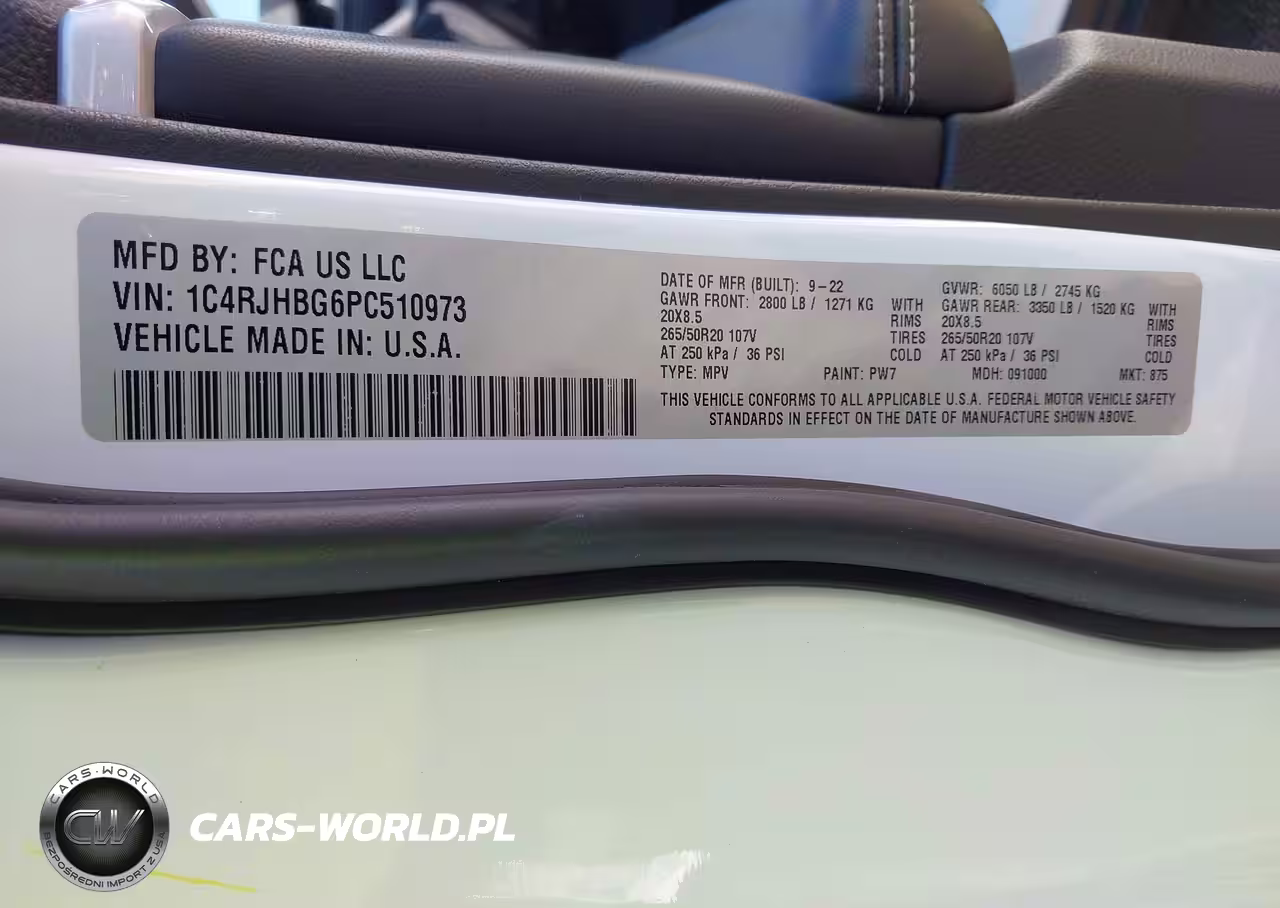 MFD BY: FCA US LLC
VIN: 1C4RJHBG6PC510973
VEHICLE MADE IN: U.S.A.
DATE OF MFR (BUILT): 9-22
GAWR FRONT: 2800 LB / 1271 KG WITH
20X8.5 RIMS
265/50R20 107V TIRES
AT 250 kPa / 36 PSI COLD
GVWR: 6050 LB / 2745 KG
GAWR REAR: 3350 LB / 1520 KG WITH
20X8.5 RIMS
265/50R20 107V TIRES
AT 250 kPa / 36 PSI COLD
TYPE: MPV PAINT: PW7 MDH: 091000 MKT: 875
THIS VEHICLE CONFORMS TO ALL APPLICABLE U.S.A. FEDERAL MOTOR VEHICLE SAFETY
STANDARDS IN EFFECT ON THE DATE OF MANUFACTURE SHOWN ABOVE.
CARS-WORLD
CW
BEZPOŚREDNI IMPORT Z USA
CARS-WORLD.PL